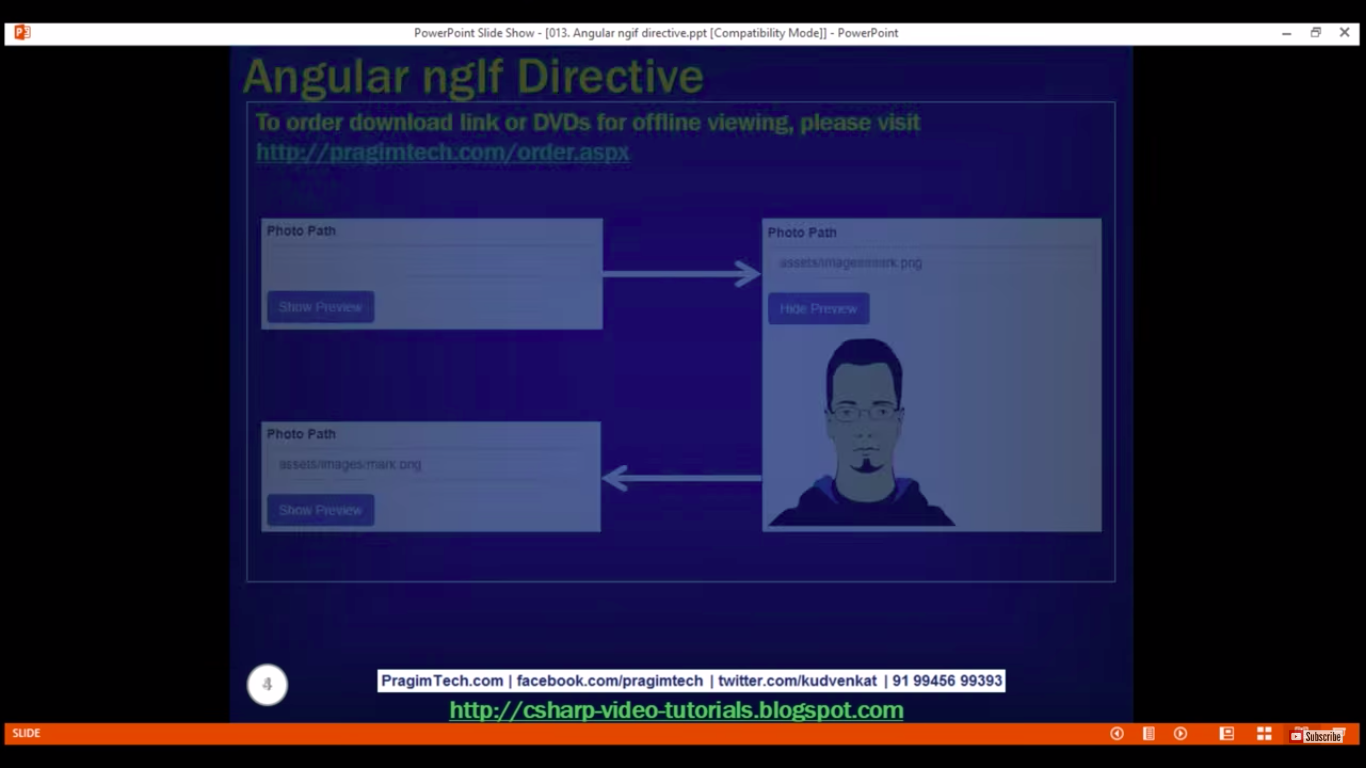 PowerPoint Slide Show - [013. Angular ngif directive.ppt [Compatibility Mode]] - PowerPoint
Angular ngIf Directive
To order download link or DVDs for offline viewing, please visit
http://pragimtech.com/order.aspx
Photo Path
Show Preview
Photo Path
assets/images/mark.png
Hide Preview
Photo Path
assets/images/mark.png
Show Preview
4
PragimTech.com | facebook.com/pragimtech | twitter.com/kudvenkat | 91 99456 99393
http://csharp-video-tutorials.blogspot.com
SLIDE
Subscribe